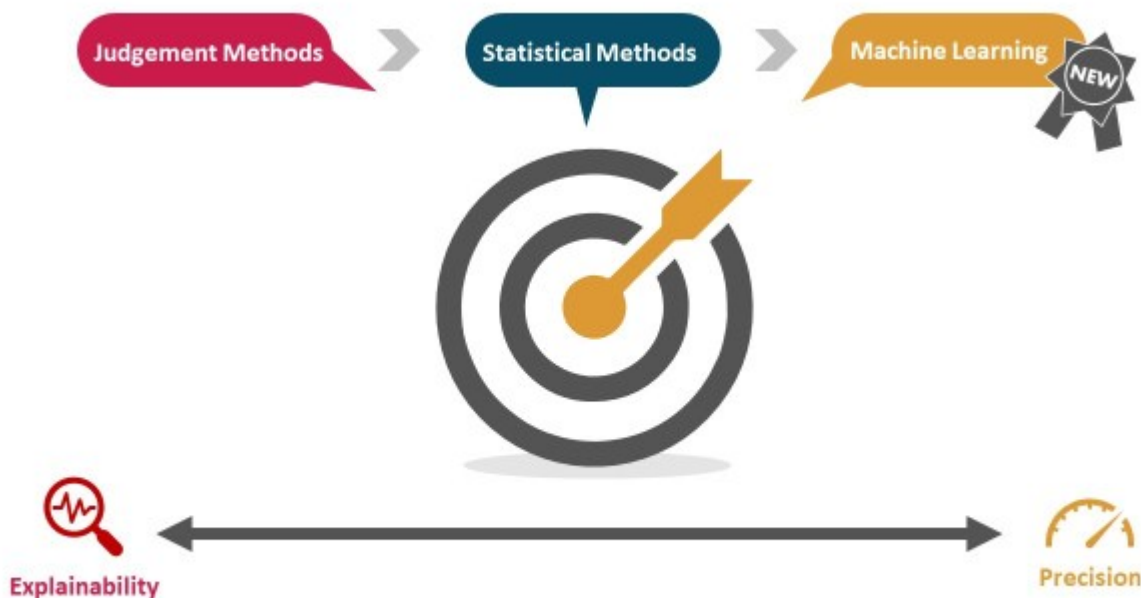 Judgement Methods
Statistical Methods
Machine Learning
NEW
Explainability
Precision